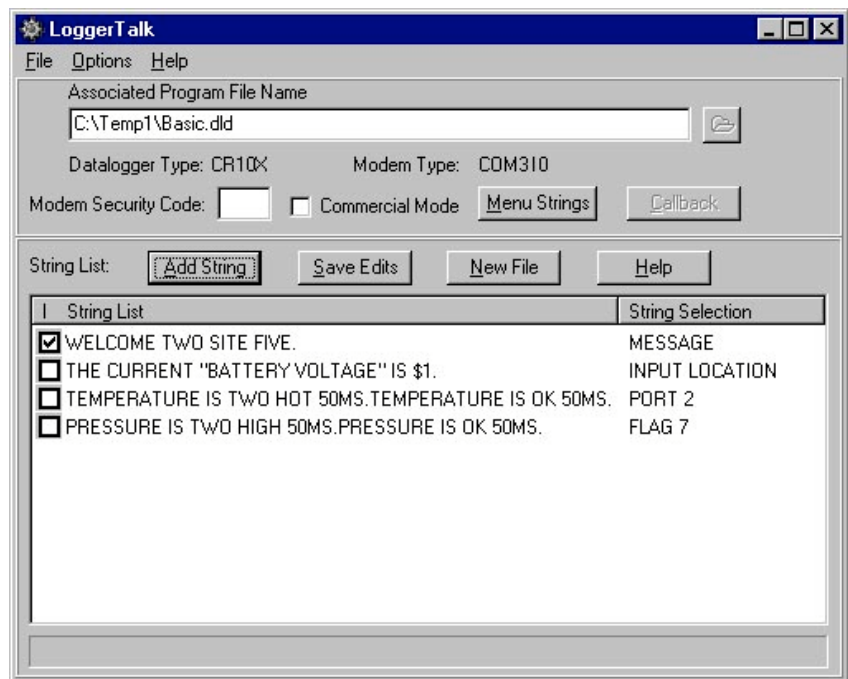 LoggerTalk
File Options Help
Associated Program File Name
C:\Temp1\Basic.dld
Datalogger Type: CR10X Modem Type: COM310
Modem Security Code: Commercial Mode Menu Strings Callback
String List: Add String Save Edits New File Help
I String List String Selection
WELCOME TWO SITE FIVE. MESSAGE
THE CURRENT "BATTERY VOLTAGE" IS $1. INPUT LOCATION
TEMPERATURE IS TWO HOT 50MS.TEMPERATURE IS OK 50MS. PORT 2
PRESSURE IS TWO HIGH 50MS.PRESSURE IS OK 50MS. FLAG 7